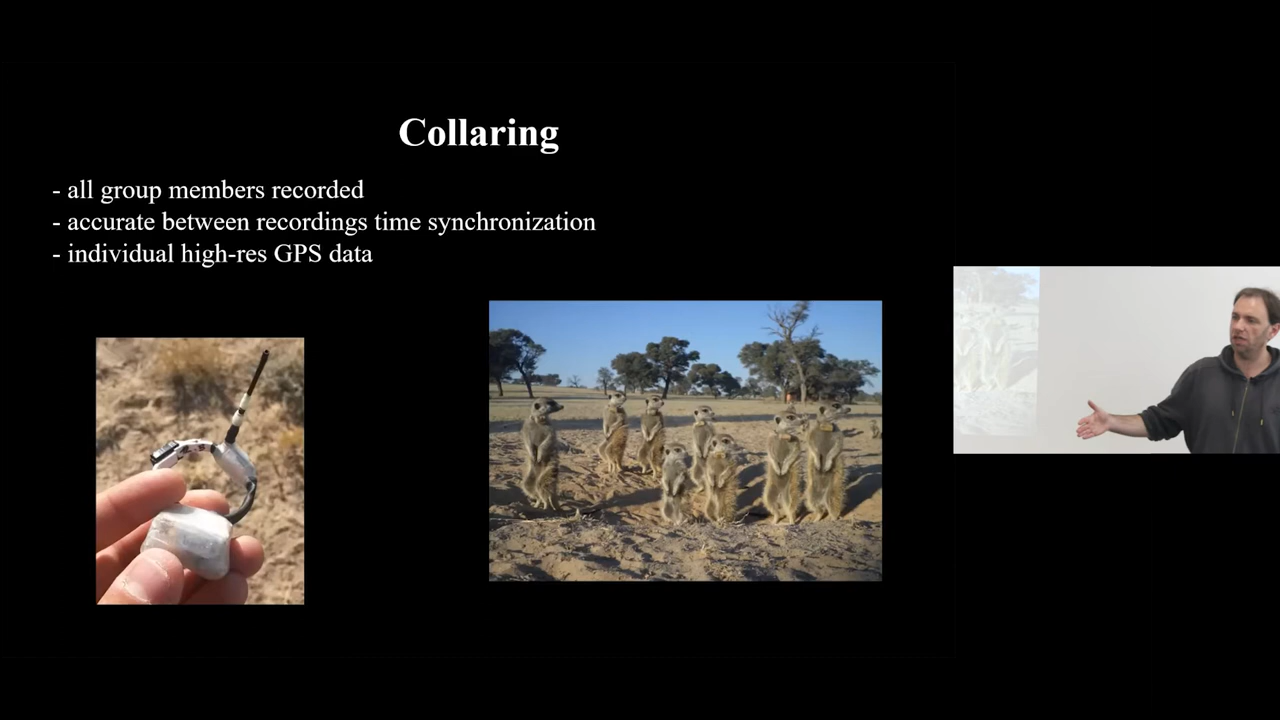 Collaring
- all group members recorded
- accurate between recordings time synchronization
- individual high-res GPS data